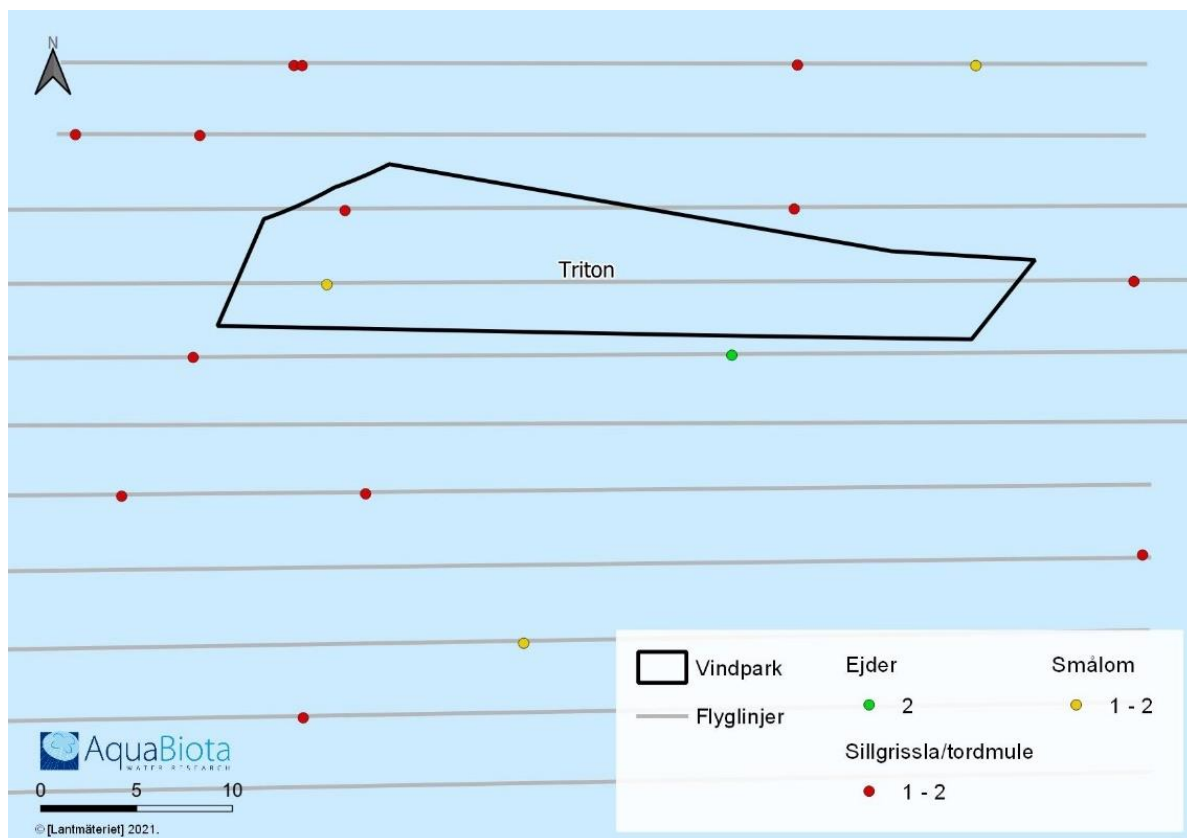 N
Triton
Vindpark
Flyglinjer
Ejder
2
Sillgrissla/tordmule
1 - 2
Smålom
1 - 2
AquaBiota
WATER RESEARCH
0 5 10
© [Lantmäteriet] 2021.